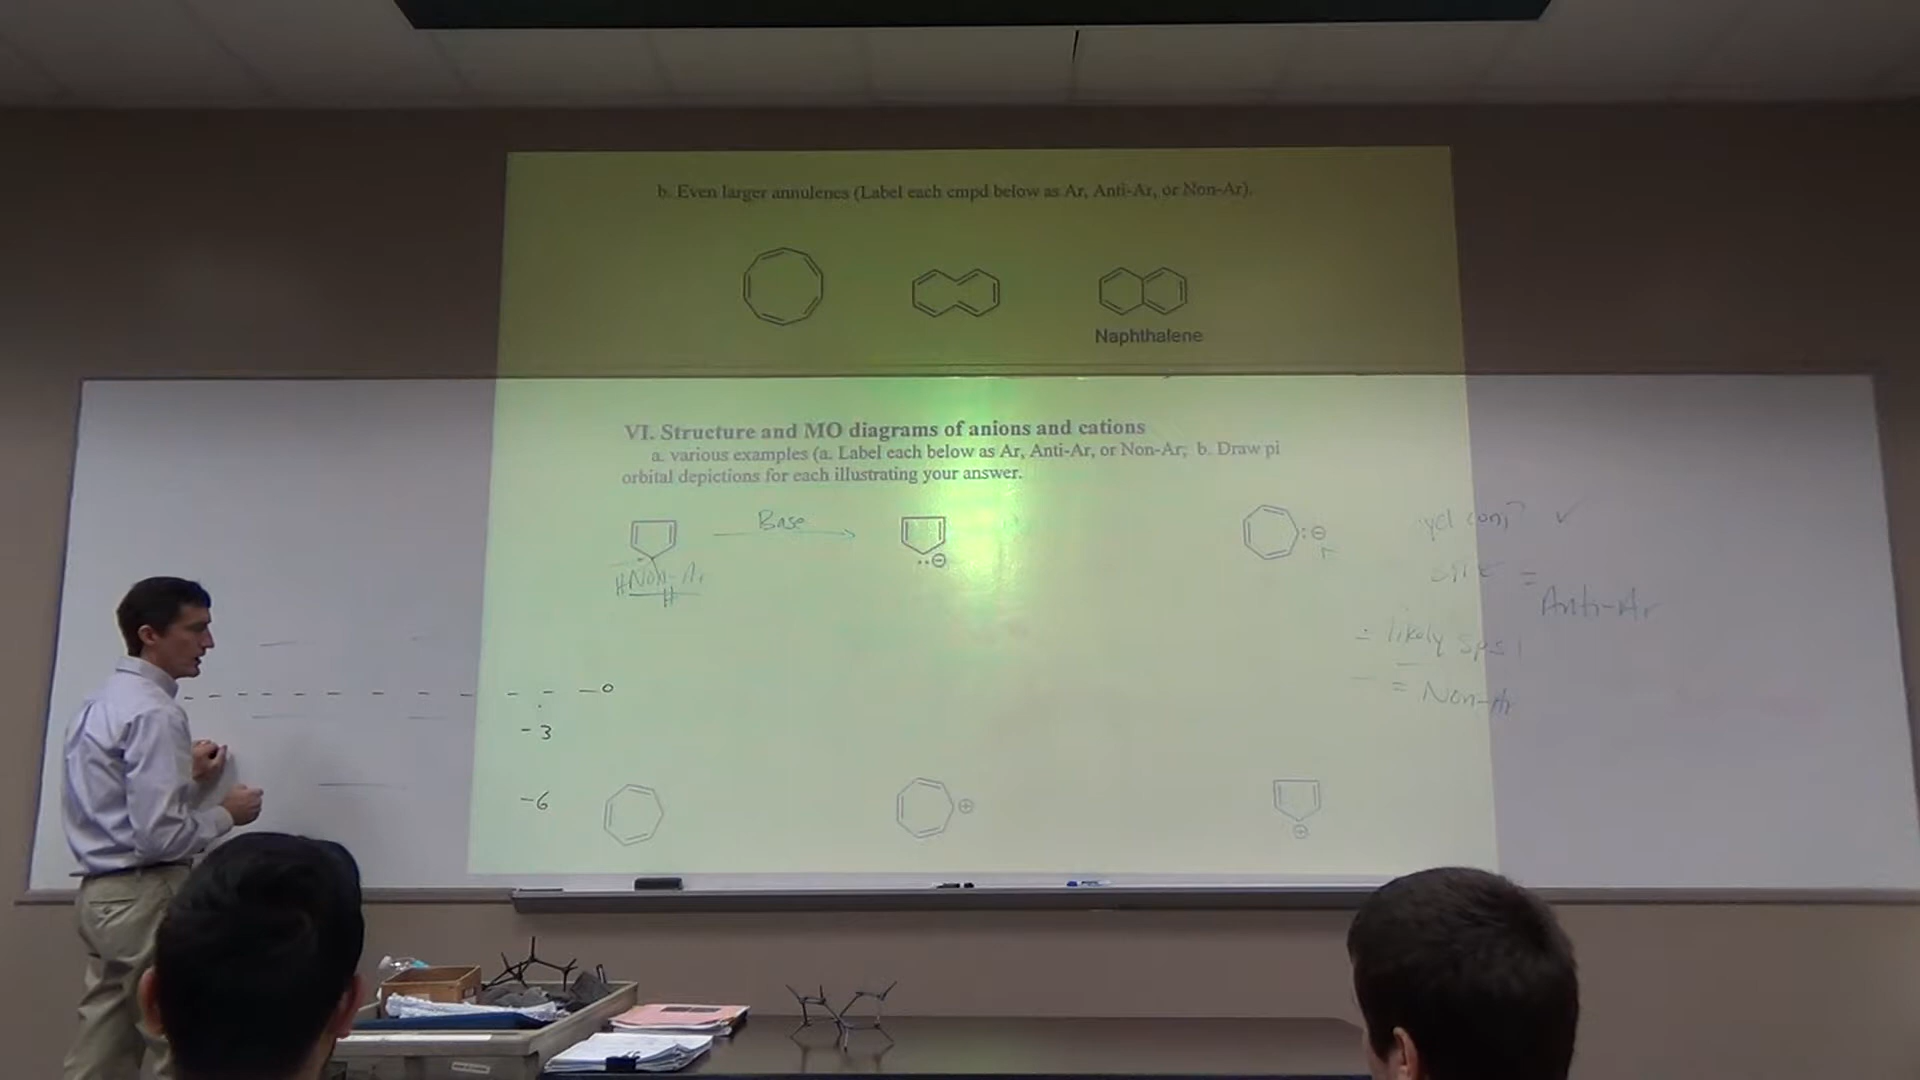 b. Even larger annulenes (Label each cmpd below as Ar, Anti-Ar, or Non-Ar).
Naphthalene
VI. Structure and MO diagrams of anions and cations
a. various examples (a. Label each below as Ar, Anti-Ar, or Non-Ar; b. Draw pi
orbital depictions for each illustrating your answer.
Base
Non-Ar
H
H
⊖
⊖
ycl conj ✓
=
Anti-Ar
= likely
= Non-Ar
0
-3
-6
⊕
⊕